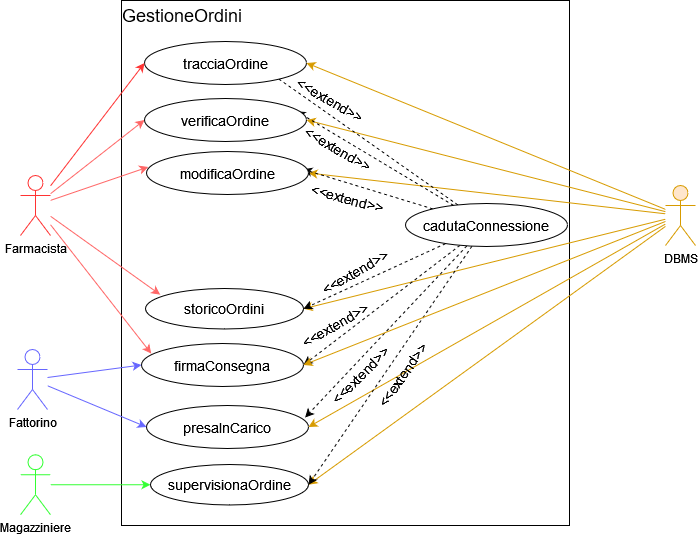 GestioneOrdini
tracciaOrdine
<<extend>>
verificaOrdine
<<extend>>
modificaOrdine
<<extend>>
cadutaConnessione
Farmacista
DBMS
<<extend>>
storicoOrdini
<<extend>>
firmaConsegna
<<extend>>
<<extend>>
Fattorino
presaInCarico
supervisionaOrdine
Magazziniere